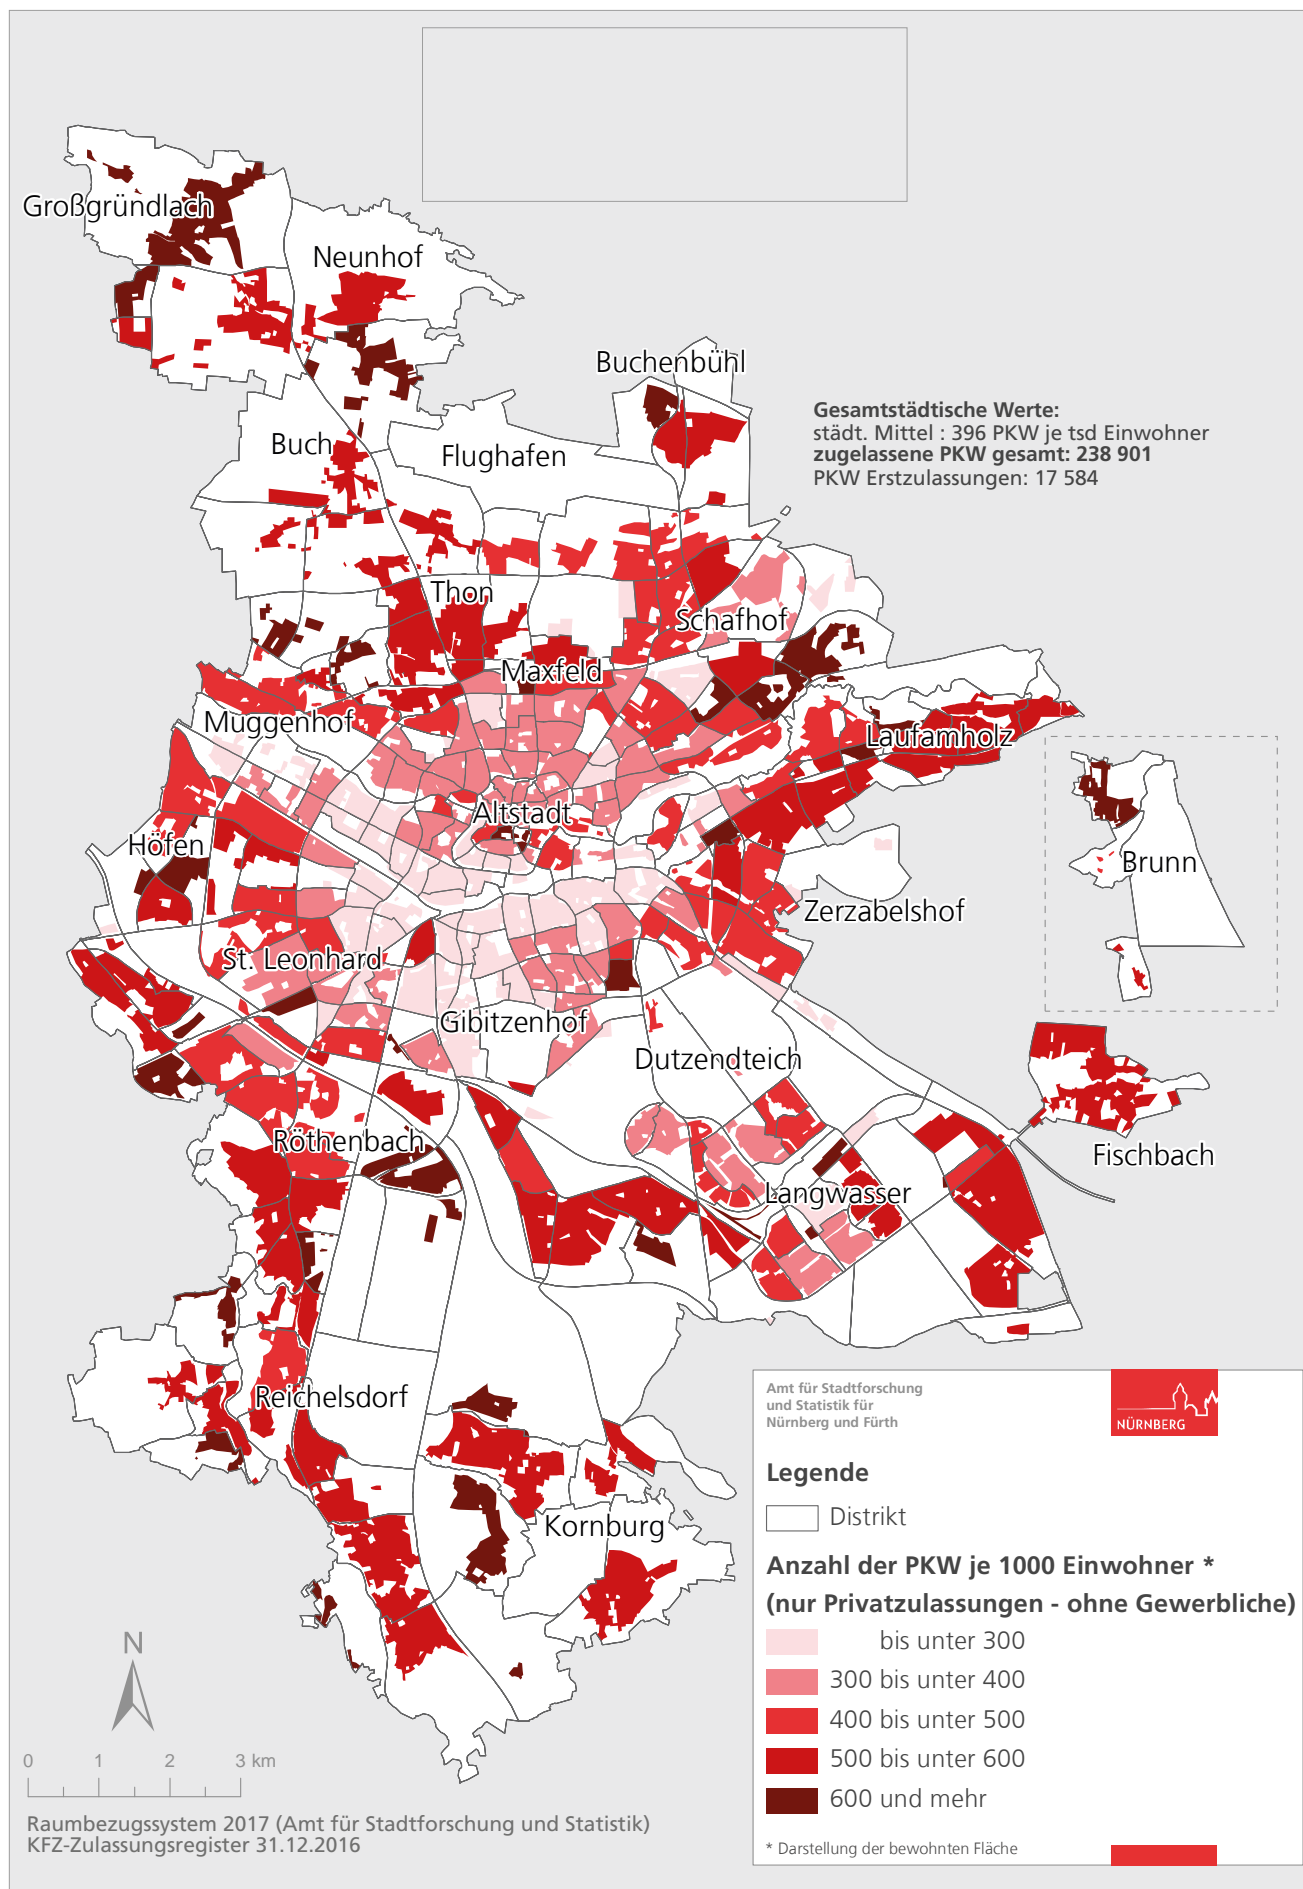 Großgründlach
Neunhof
Buchenbühl
Gesamtstädtische Werte:
städt. Mittel : 396 PKW je tsd Einwohner
zugelassene PKW gesamt: 238 901
PKW Erstzulassungen: 17 584
Buch
Flughafen
Thon
Schafhof
Maxfeld
Muggenhof
Laufamholz
Altstadt
Höfen
Brunn
Zerzabelshof
St. Leonhard
Gibitzenhof
Dutzendteich
Röthenbach
Fischbach
Langwasser
Reichelsdorf
Kornburg
Amt für Stadtforschung
und Statistik für
Nürnberg und Fürth
NÜRNBERG
Legende
Distrikt
Anzahl der PKW je 1000 Einwohner *
(nur Privatzulassungen - ohne Gewerbliche)
bis unter 300
300 bis unter 400
400 bis unter 500
500 bis unter 600
600 und mehr
* Darstellung der bewohnten Fläche
N
0 1 2 3 km
Raumbezugssystem 2017 (Amt für Stadtforschung und Statistik)
KFZ-Zulassungsregister 31.12.2016